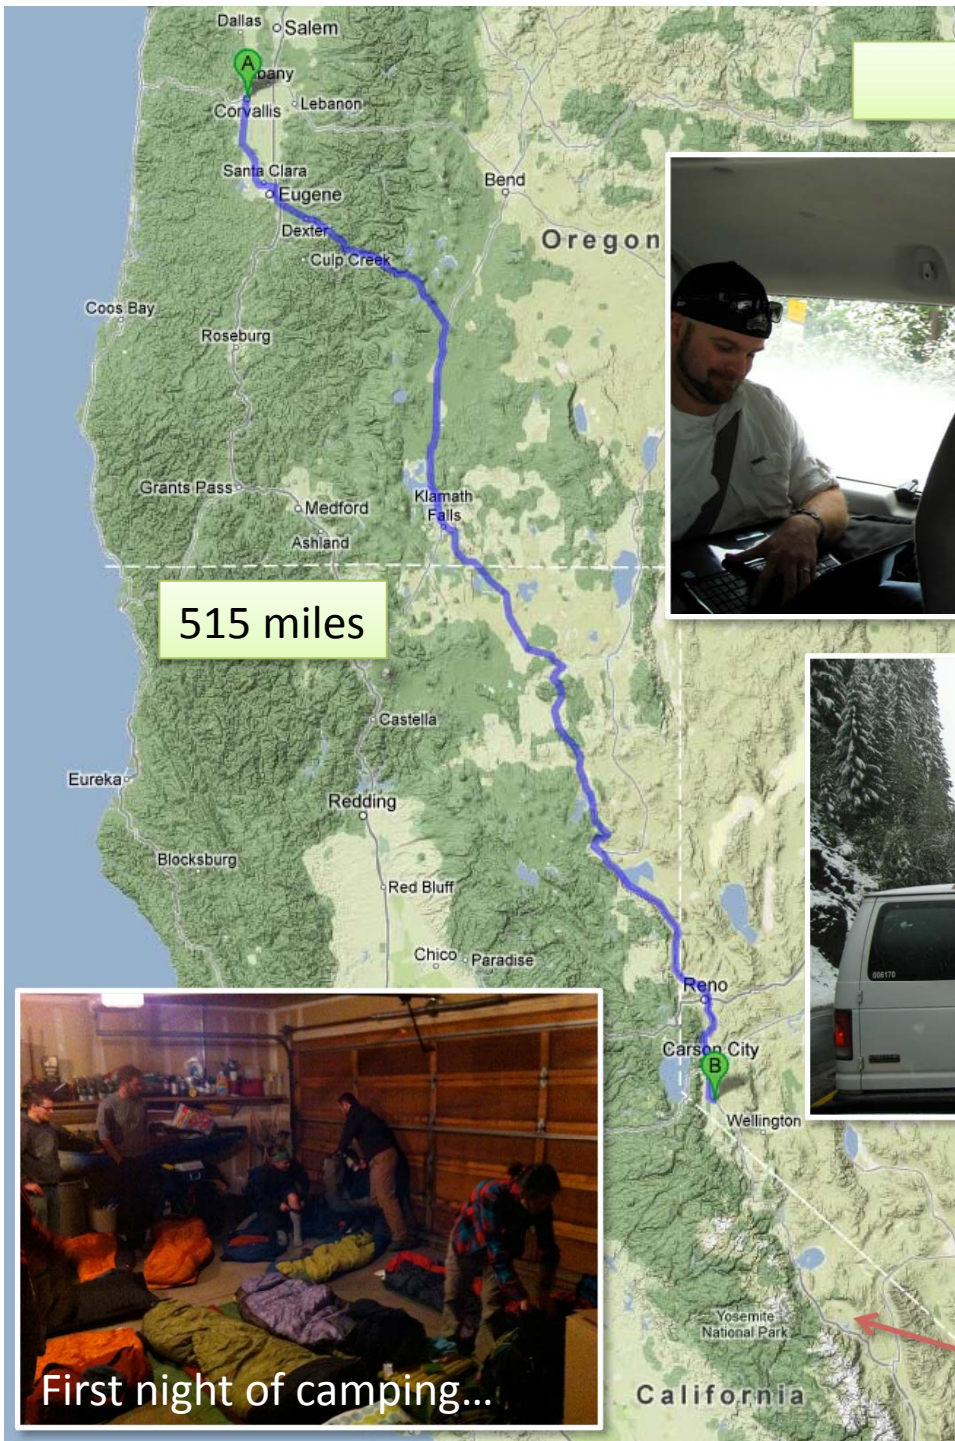 Dallas
Salem
A
bany
Lebanon
Corvallis
Santa Clara
Eugene
Bend
Dexter
Oregon
Culp Creek
Coos Bay
Roseburg
Grants Pass
Klamath
Falls
Medford
Ashland
515 miles
Castella
Eureka
Redding
Blocksburg
Red Bluff
Chico
Paradise
006170
Reno
Carson City
B
Wellington
Yosemite
National Park
California
First night of camping...